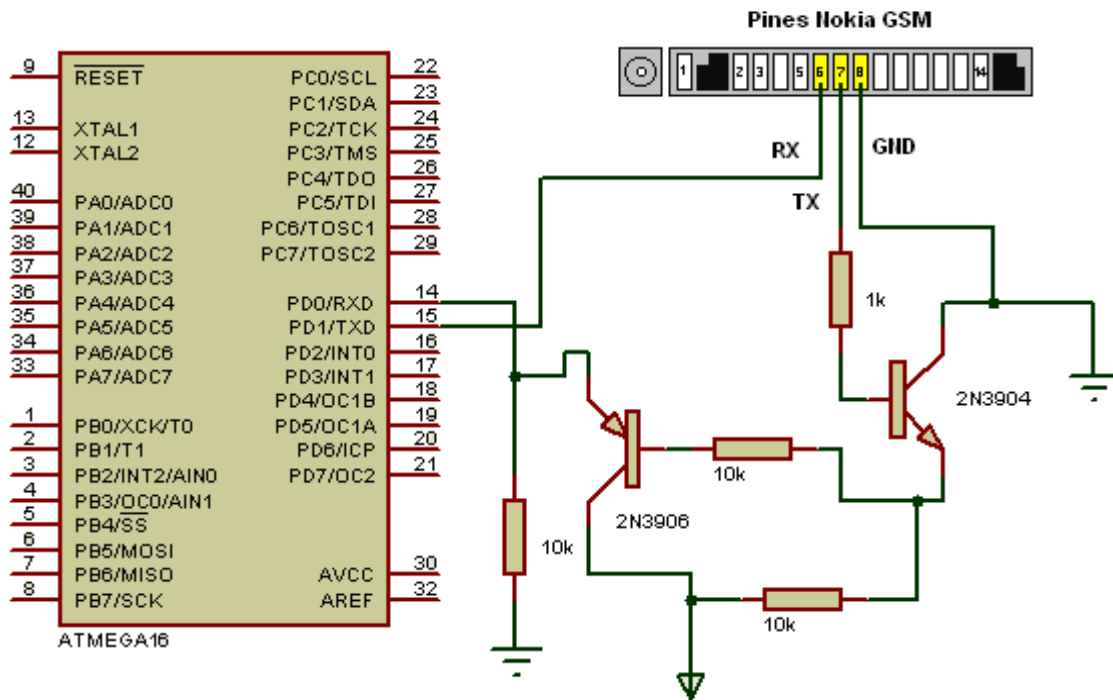 Pines Nokia GSM
1 2 3 5 6 7 8 14
RX
GND
TX
1k
2N3904
10k
2N3906
10k
10k
9 RESET PC0/SCL 22
PC1/SDA 23
13 XTAL1 PC2/TCK 24
12 XTAL2 PC3/TMS 25
PC4/TDO 26
40 PA0/ADC0 PC5/TDI 27
39 PA1/ADC1 PC6/TOSC1 28
38 PA2/ADC2 PC7/TOSC2 29
37 PA3/ADC3
36 PA4/ADC4 PD0/RXD 14
35 PA5/ADC5 PD1/TXD 15
34 PA6/ADC6 PD2/INT0 16
33 PA7/ADC7 PD3/INT1 17
PD4/OC1B 18
1 PB0/XCK/T0 PD5/OC1A 19
2 PB1/T1 PD6/ICP 20
3 PB2/INT2/AIN0 PD7/OC2 21
4 PB3/OC0/AIN1
5 PB4/SS
6 PB5/MOSI
7 PB6/MISO AVCC 30
8 PB7/SCK AREF 32
ATMEGA16